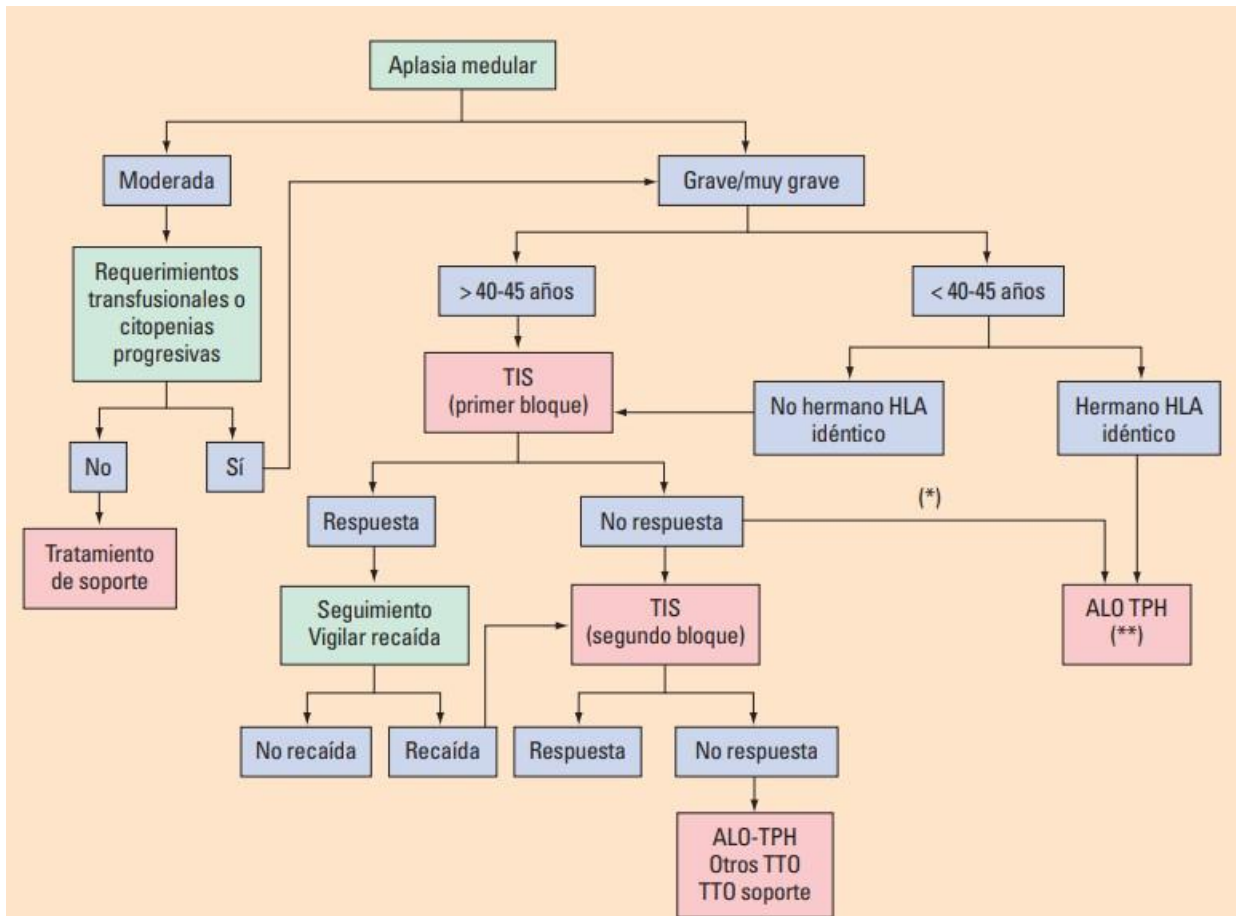 Aplasia medular
Moderada
Grave/muy grave
Requerimientos
transfusionales o
citopenias
progresivas
> 40-45 años
< 40-45 años
TIS
(primer bloque)
No hermano HLA
idéntico
Hermano HLA
idéntico
No
Sí
(*)
Respuesta
No respuesta
Tratamiento
de soporte
Seguimiento
Vigilar recaída
TIS
(segundo bloque)
ALO TPH
(**)
No recaída
Recaída
Respuesta
No respuesta
ALO-TPH
Otros TTO
TTO soporte